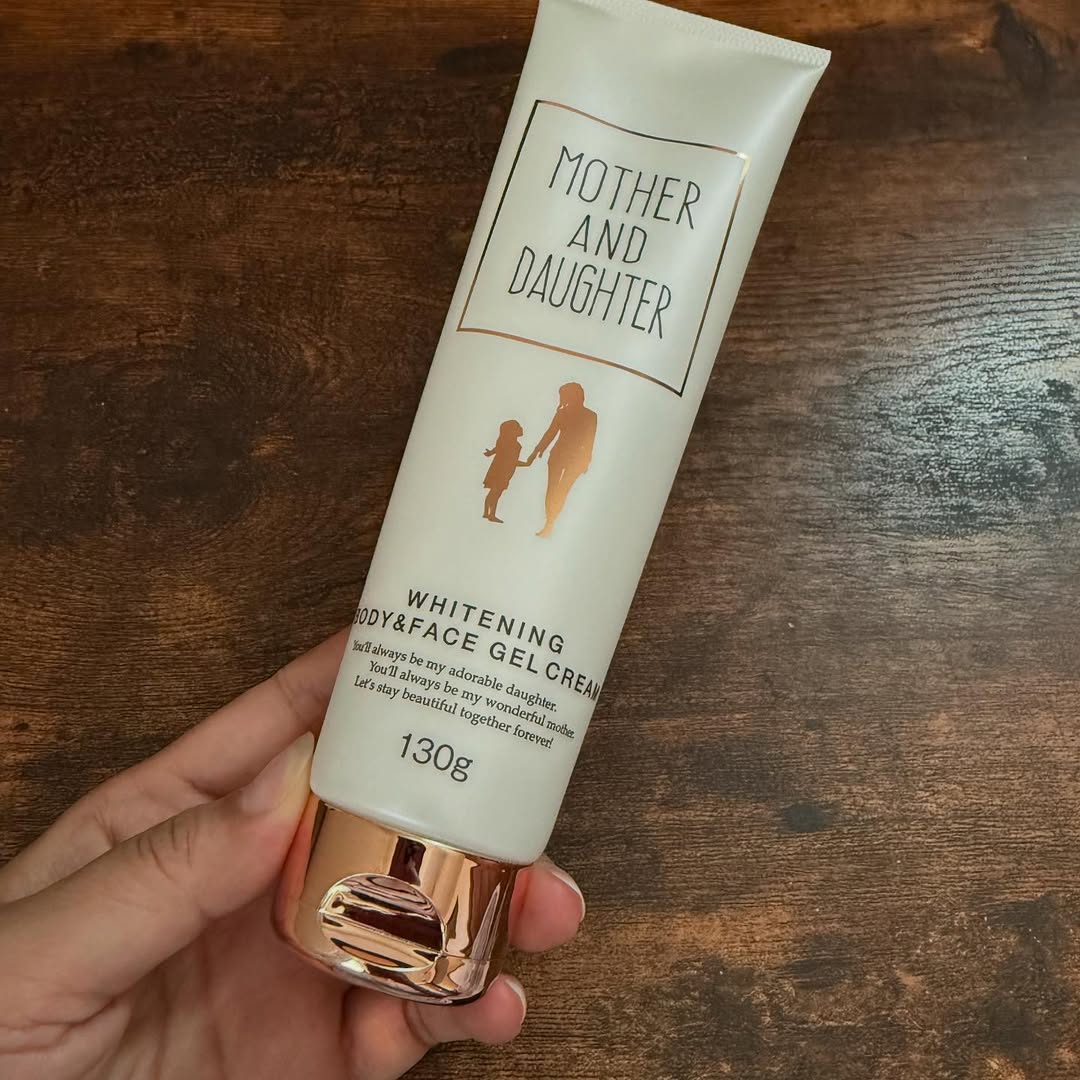 MOTHER
AND
DAUGHTER
WHITENING
BODY&FACE GEL CREAM
You'll always be my adorable daughter.
You'll always be my wonderful mother.
Let's stay beautiful together forever!
130g